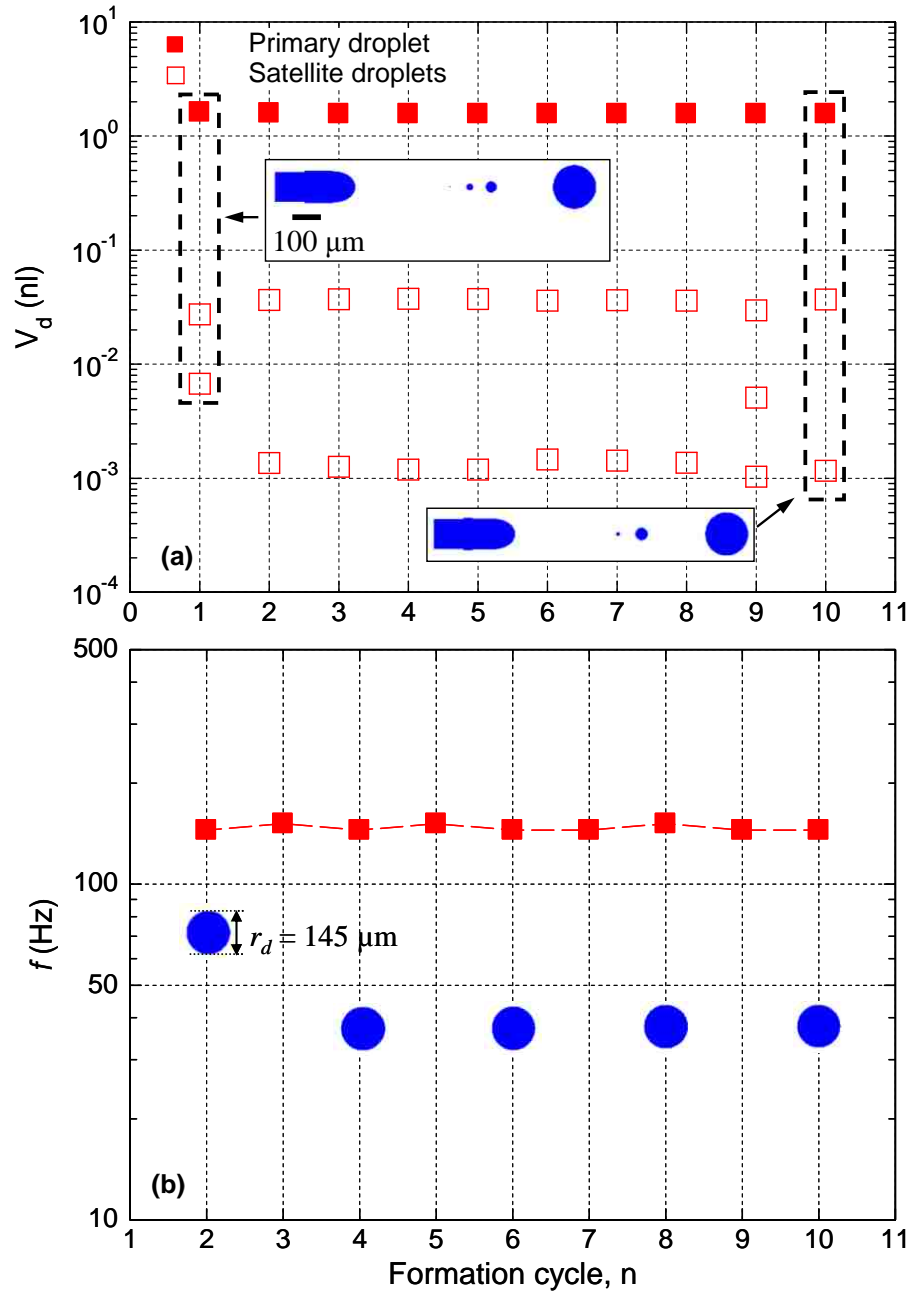 10^1
Primary droplet
Satellite droplets
10^0
100 µm
10^-1
V_d (nl)
10^-2
10^-3
(a)
10^-4
0 1 2 3 4 5 6 7 8 9 10 11
500
100
r_d = 145 µm
f (Hz)
50
(b)
10
1 2 3 4 5 6 7 8 9 10 11
Formation cycle, n